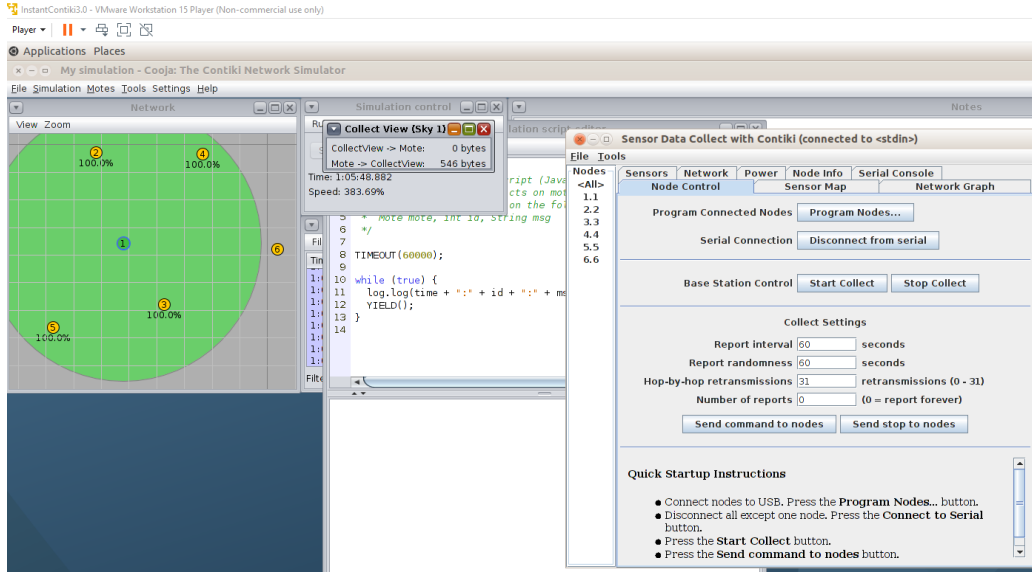 InstantContiki3.0 - VMware Workstation 15 Player (Non-commercial use only)
Player
Applications Places
My simulation - Cooja: The Contiki Network Simulator
File Simulation Motes Tools Settings Help
Network
View Zoom
2
100.0%
4
100.0%
1
6
3
100.0%
5
100.0%
Simulation control
Notes
Collect View (Sky 1)
CollectView -> Mote: 0 bytes
Mote -> CollectView: 546 bytes
Time: 1:05:48.882
Speed: 383.69%
5 * Mote mote, int id, String msg
6 */
7
8 TIMEOUT(60000);
9
10 while (true) {
11 log.log(time + ":" + id + ":" +
12 YIELD();
13 }
14
Sensor Data Collect with Contiki (connected to <stdin>)
File Tools
Nodes
<All>
1.1
2.2
3.3
4.4
5.5
6.6
Sensors Network Power Node Info Serial Console
Node Control Sensor Map Network Graph
Program Connected Nodes Program Nodes...
Serial Connection Disconnect from serial
Base Station Control Start Collect Stop Collect
Collect Settings
Report interval 60 seconds
Report randomness 60 seconds
Hop-by-hop retransmissions 31 retransmissions (0 - 31)
Number of reports 0 (0 = report forever)
Send command to nodes Send stop to nodes
Quick Startup Instructions
Connect nodes to USB. Press the Program Nodes... button.
Disconnect all except one node. Press the Connect to Serial
button.
Press the Start Collect button.
Press the Send command to nodes button.